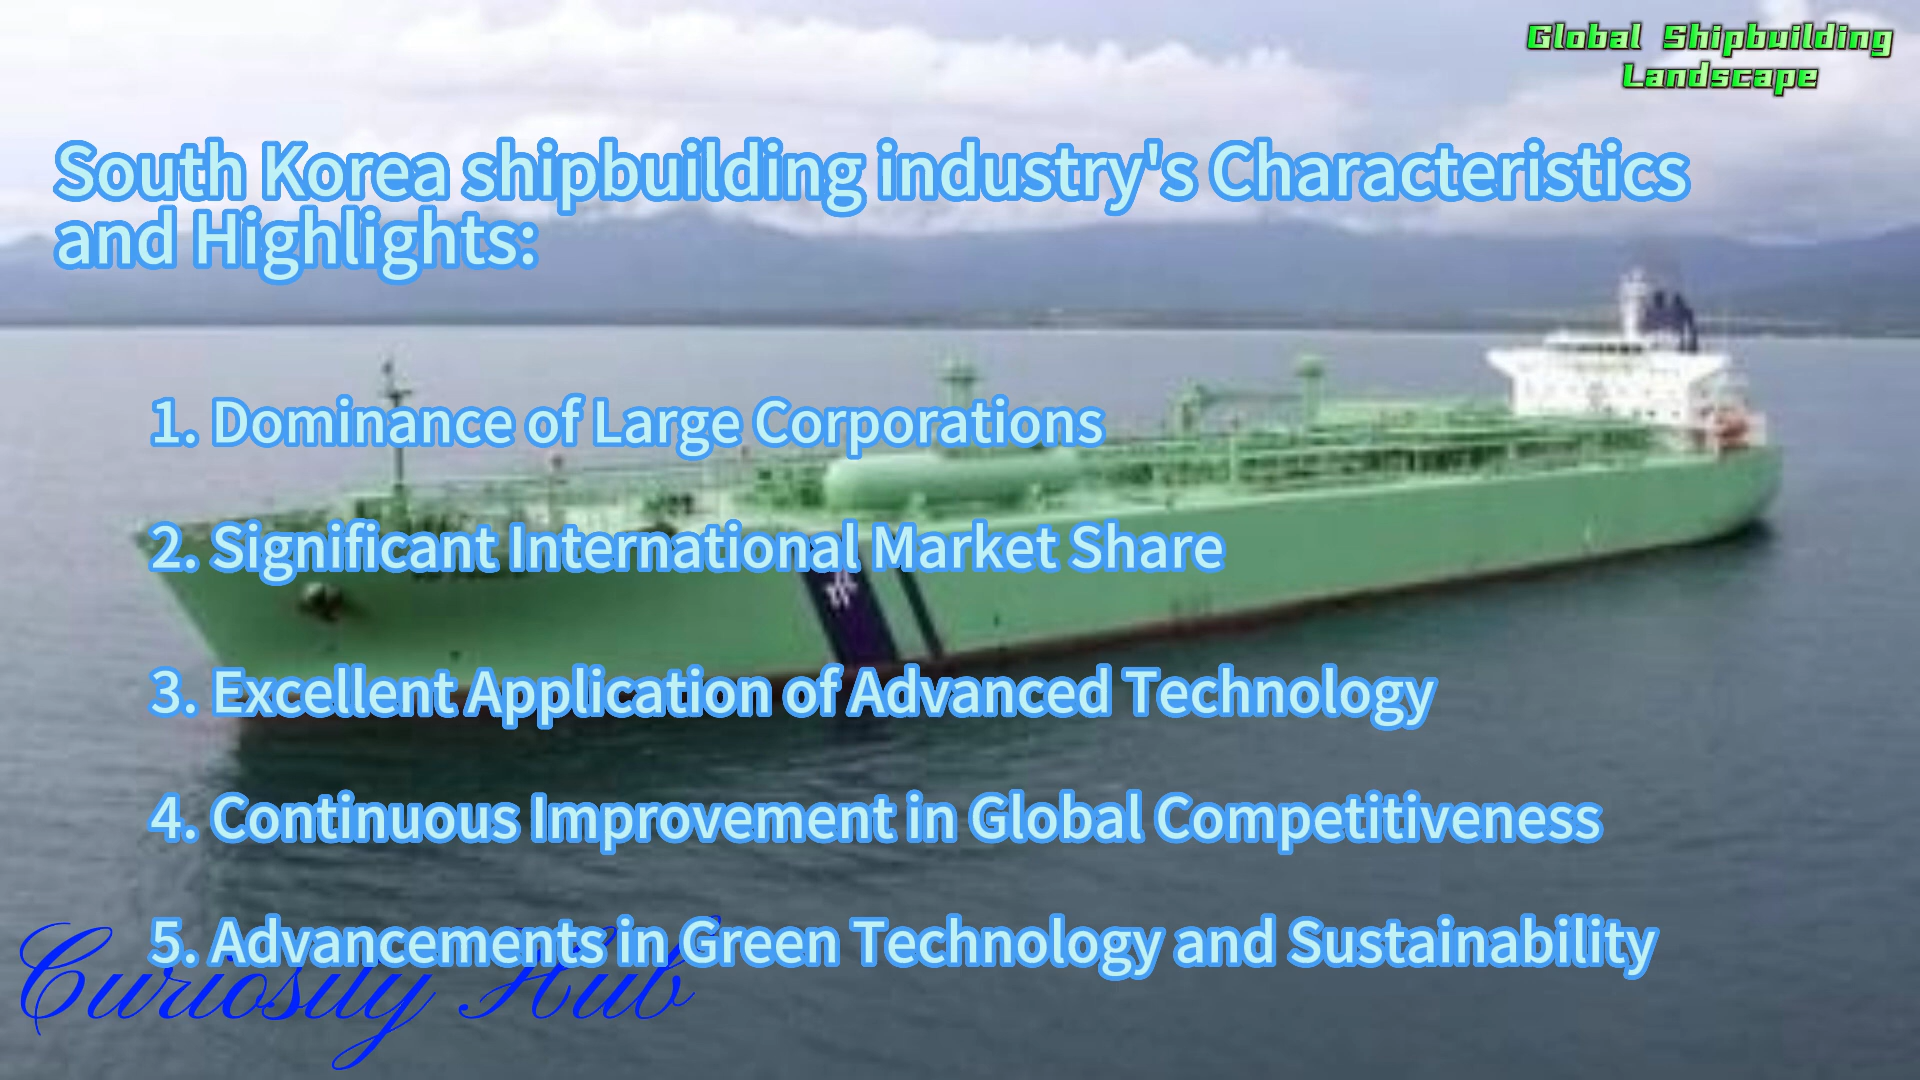 Global Shipbuilding
Landscape
South Korea shipbuilding industry's Characteristics
and Highlights:
1. Dominance of Large Corporations
2. Significant International Market Share
3. Excellent Application of Advanced Technology
4. Continuous Improvement in Global Competitiveness
5. Advancements in Green Technology and Sustainability
Curiosity Hub